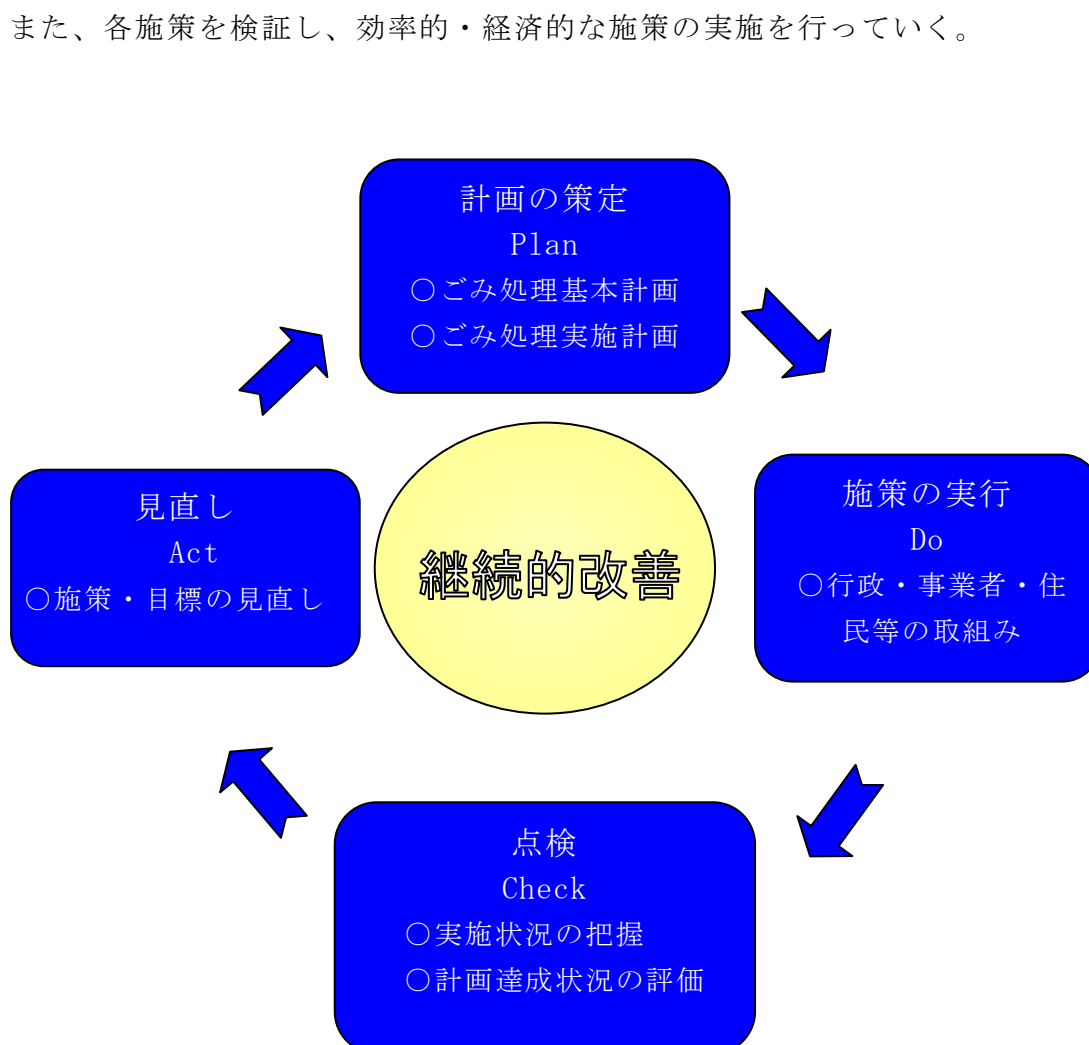 また、各施策を検証し、効率的・経済的な施策の実施を行っていく。
計画の策定
Plan
○ごみ処理基本計画
○ごみ処理実施計画
施策の実行
Do
○行政・事業者・住
民等の取組み
継続的改善
見直し
Act
○施策・目標の見直し
点検
Check
○実施状況の把握
○計画達成状況の評価